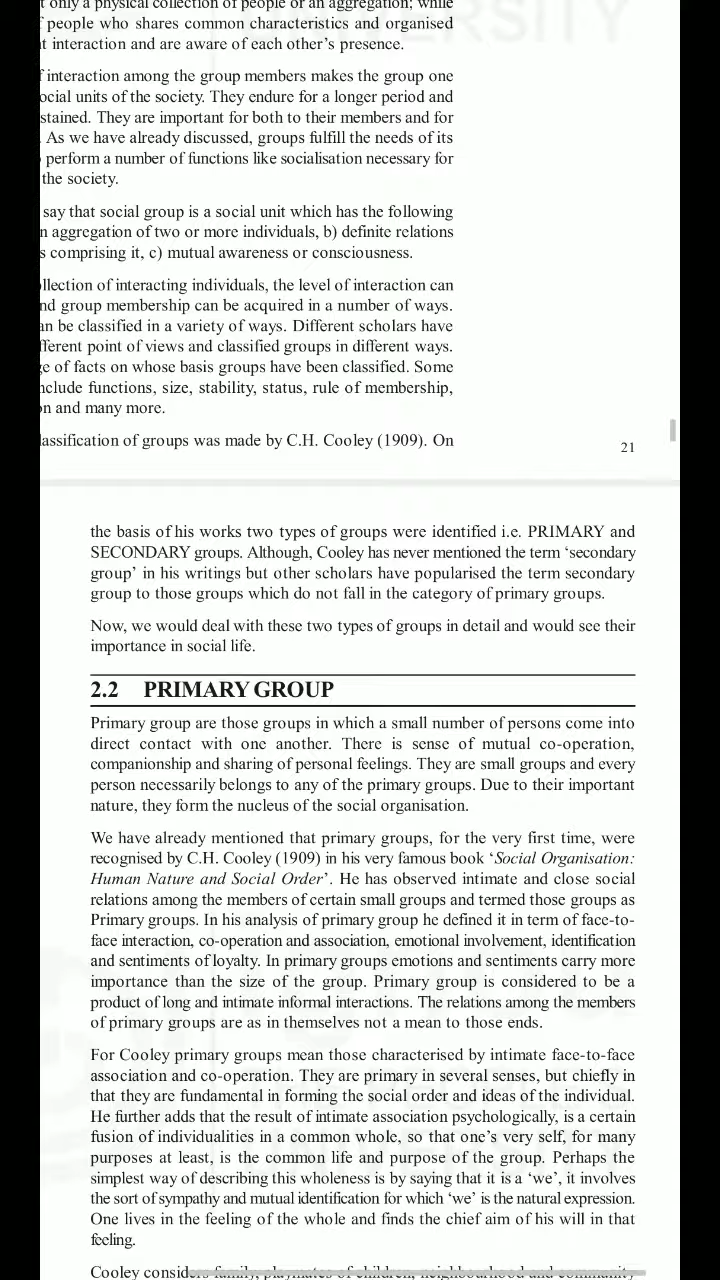 t only a physical collection of people or an aggregation; while
f people who shares common characteristics and organised
t interaction and are aware of each other's presence.
f interaction among the group members makes the group one
ocial units of the society. They endure for a longer period and
stained. They are important for both to their members and for
. As we have already discussed, groups fulfill the needs of its
perform a number of functions like socialisation necessary for
the society.
say that social group is a social unit which has the following
n aggregation of two or more individuals, b) definite relations
s comprising it, c) mutual awareness or consciousness.
ollection of interacting individuals, the level of interaction can
nd group membership can be acquired in a number of ways.
an be classified in a variety of ways. Different scholars have
fferent point of views and classified groups in different ways.
ge of facts on whose basis groups have been classified. Some
nclude functions, size, stability, status, rule of membership,
on and many more.
lassification of groups was made by C.H. Cooley (1909). On
21
the basis of his works two types of groups were identified i.e. PRIMARY and
SECONDARY groups. Although, Cooley has never mentioned the term ‘secondary
group’ in his writings but other scholars have popularised the term secondary
group to those groups which do not fall in the category of primary groups.
Now, we would deal with these two types of groups in detail and would see their
importance in social life.
2.2 PRIMARY GROUP
Primary group are those groups in which a small number of persons come into
direct contact with one another. There is sense of mutual co-operation,
companionship and sharing of personal feelings. They are small groups and every
person necessarily belongs to any of the primary groups. Due to their important
nature, they form the nucleus of the social organisation.
We have already mentioned that primary groups, for the very first time, were
recognised by C.H. Cooley (1909) in his very famous book ‘Social Organisation:
Human Nature and Social Order’. He has observed intimate and close social
relations among the members of certain small groups and termed those groups as
Primary groups. In his analysis of primary group he defined it in term of face-to-
face interaction, co-operation and association, emotional involvement, identification
and sentiments of loyalty. In primary groups emotions and sentiments carry more
importance than the size of the group. Primary group is considered to be a
product of long and intimate informal interactions. The relations among the members
of primary groups are as in themselves not a mean to those ends.
For Cooley primary groups mean those characterised by intimate face-to-face
association and co-operation. They are primary in several senses, but chiefly in
that they are fundamental in forming the social order and ideas of the individual.
He further adds that the result of intimate association psychologically, is a certain
fusion of individualities in a common whole, so that one's very self, for many
purposes at least, is the common life and purpose of the group. Perhaps the
simplest way of describing this wholeness is by saying that it is a ‘we’, it involves
the sort of sympathy and mutual identification for which ‘we’ is the natural expression.
One lives in the feeling of the whole and finds the chief aim of his will in that
feeling.
Cooley considers family, playmates of children, neighbourhood and community